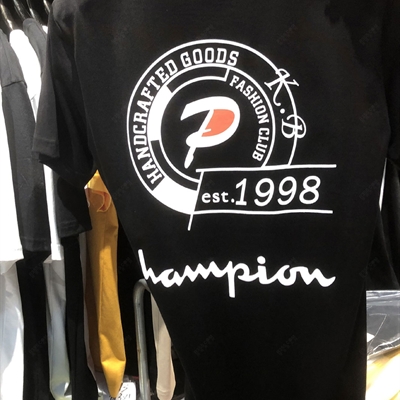 HANDCRAFTED GOODS
FASHION CLUB
K.B
P
est.1998
hampion